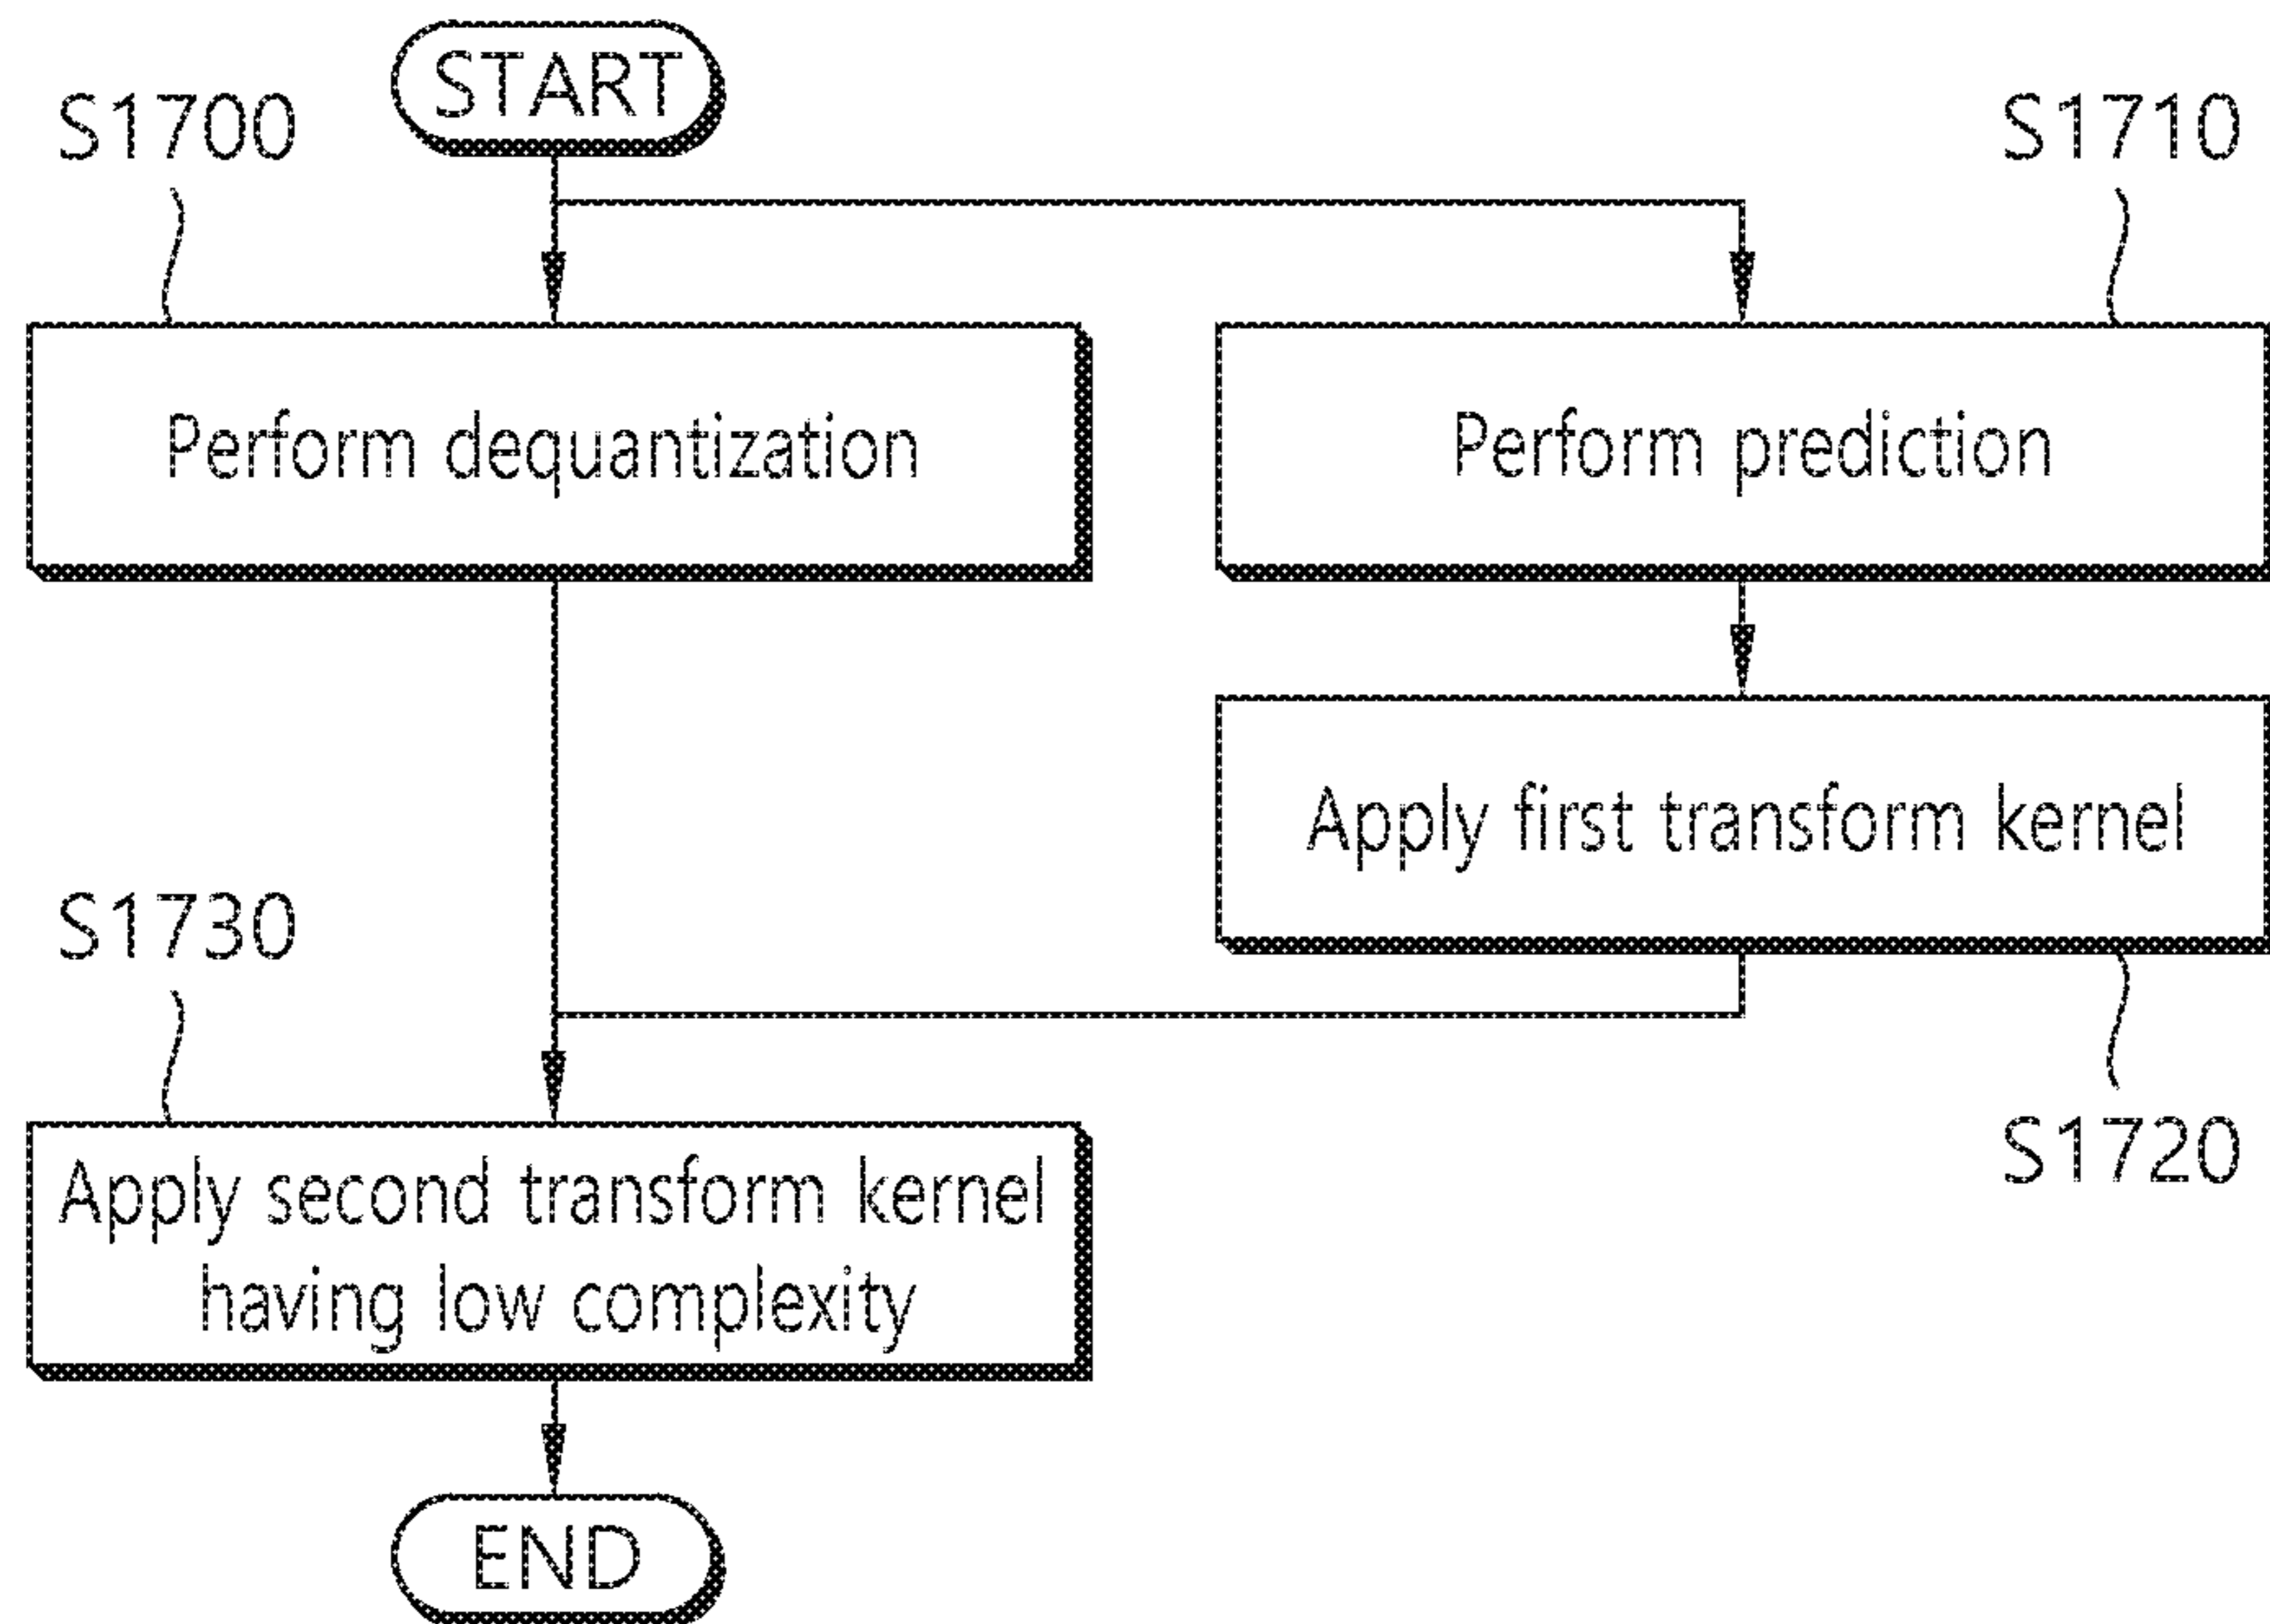 START
S1700
S1710
Perform dequantization
Perform prediction
Apply first transform kernel
S1730
S1720
Apply second transform kernel
having low complexity
END